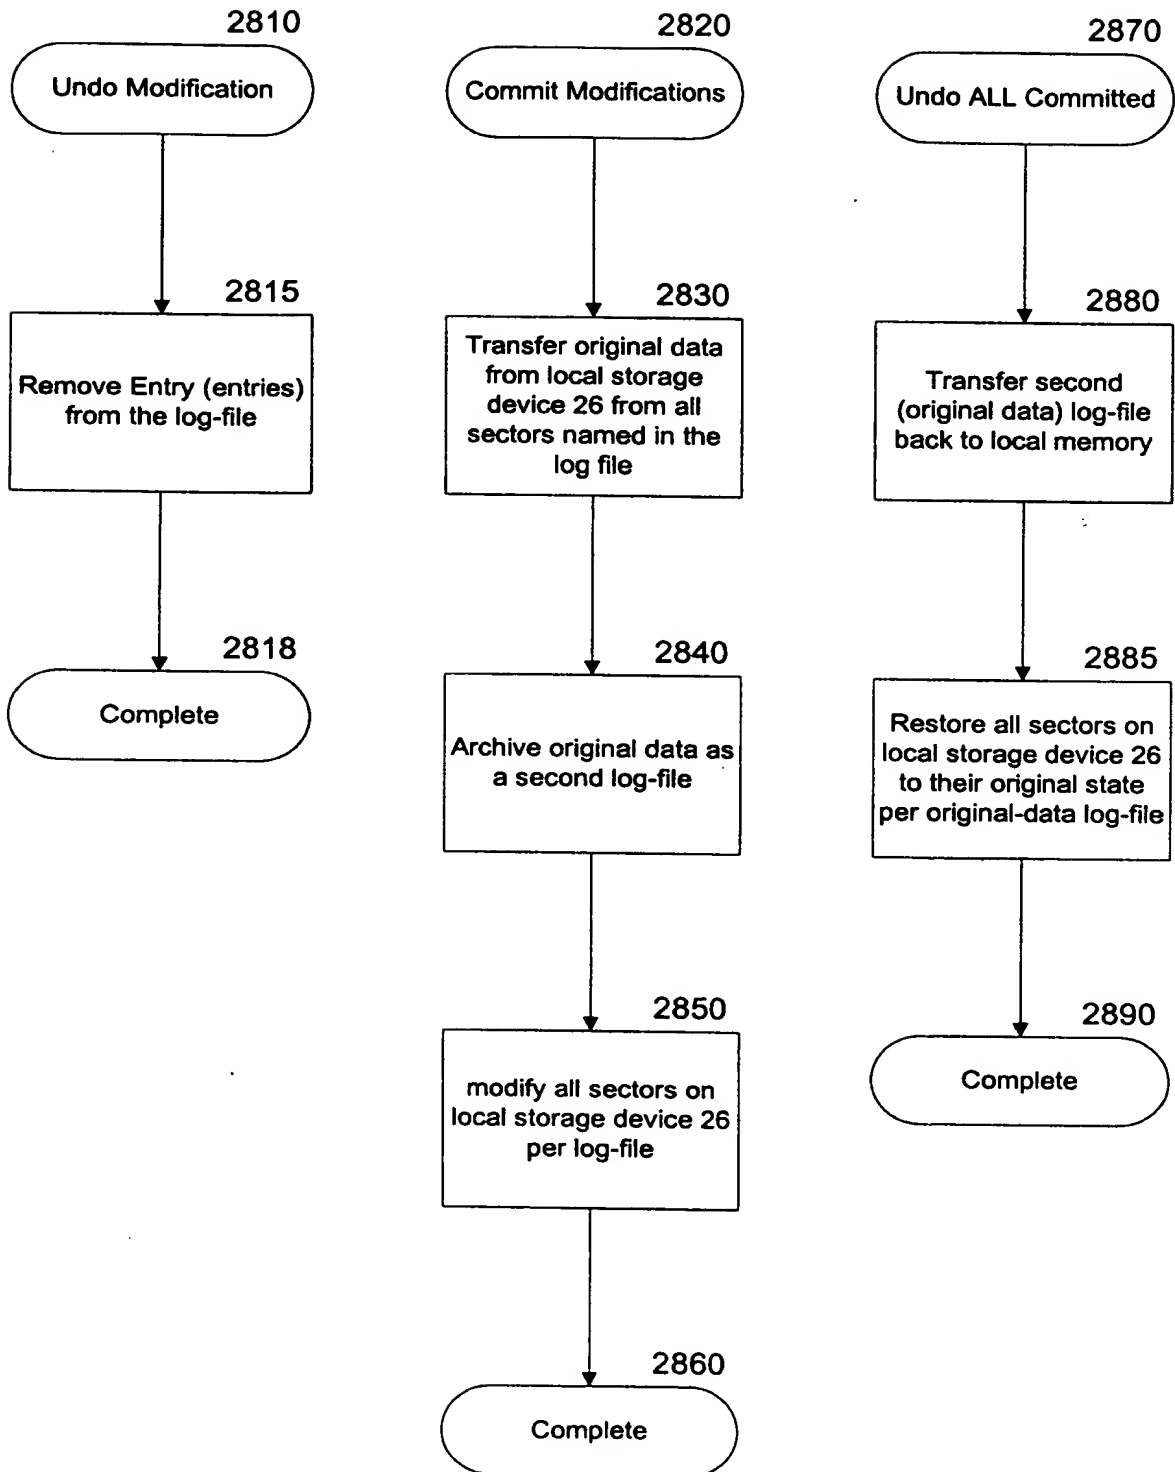 2810
Undo Modification
2815
Remove Entry (entries)
from the log-file
2818
Complete
2820
Commit Modifications
2830
Transfer original data
from local storage
device 26 from all
sectors named in the
log file
2840
Archive original data as
a second log-file
2850
modify all sectors on
local storage device 26
per log-file
2860
Complete
2870
Undo ALL Committed
2880
Transfer second
(original data) log-file
back to local memory
2885
Restore all sectors on
local storage device 26
to their original state
per original-data log-file
2890
Complete